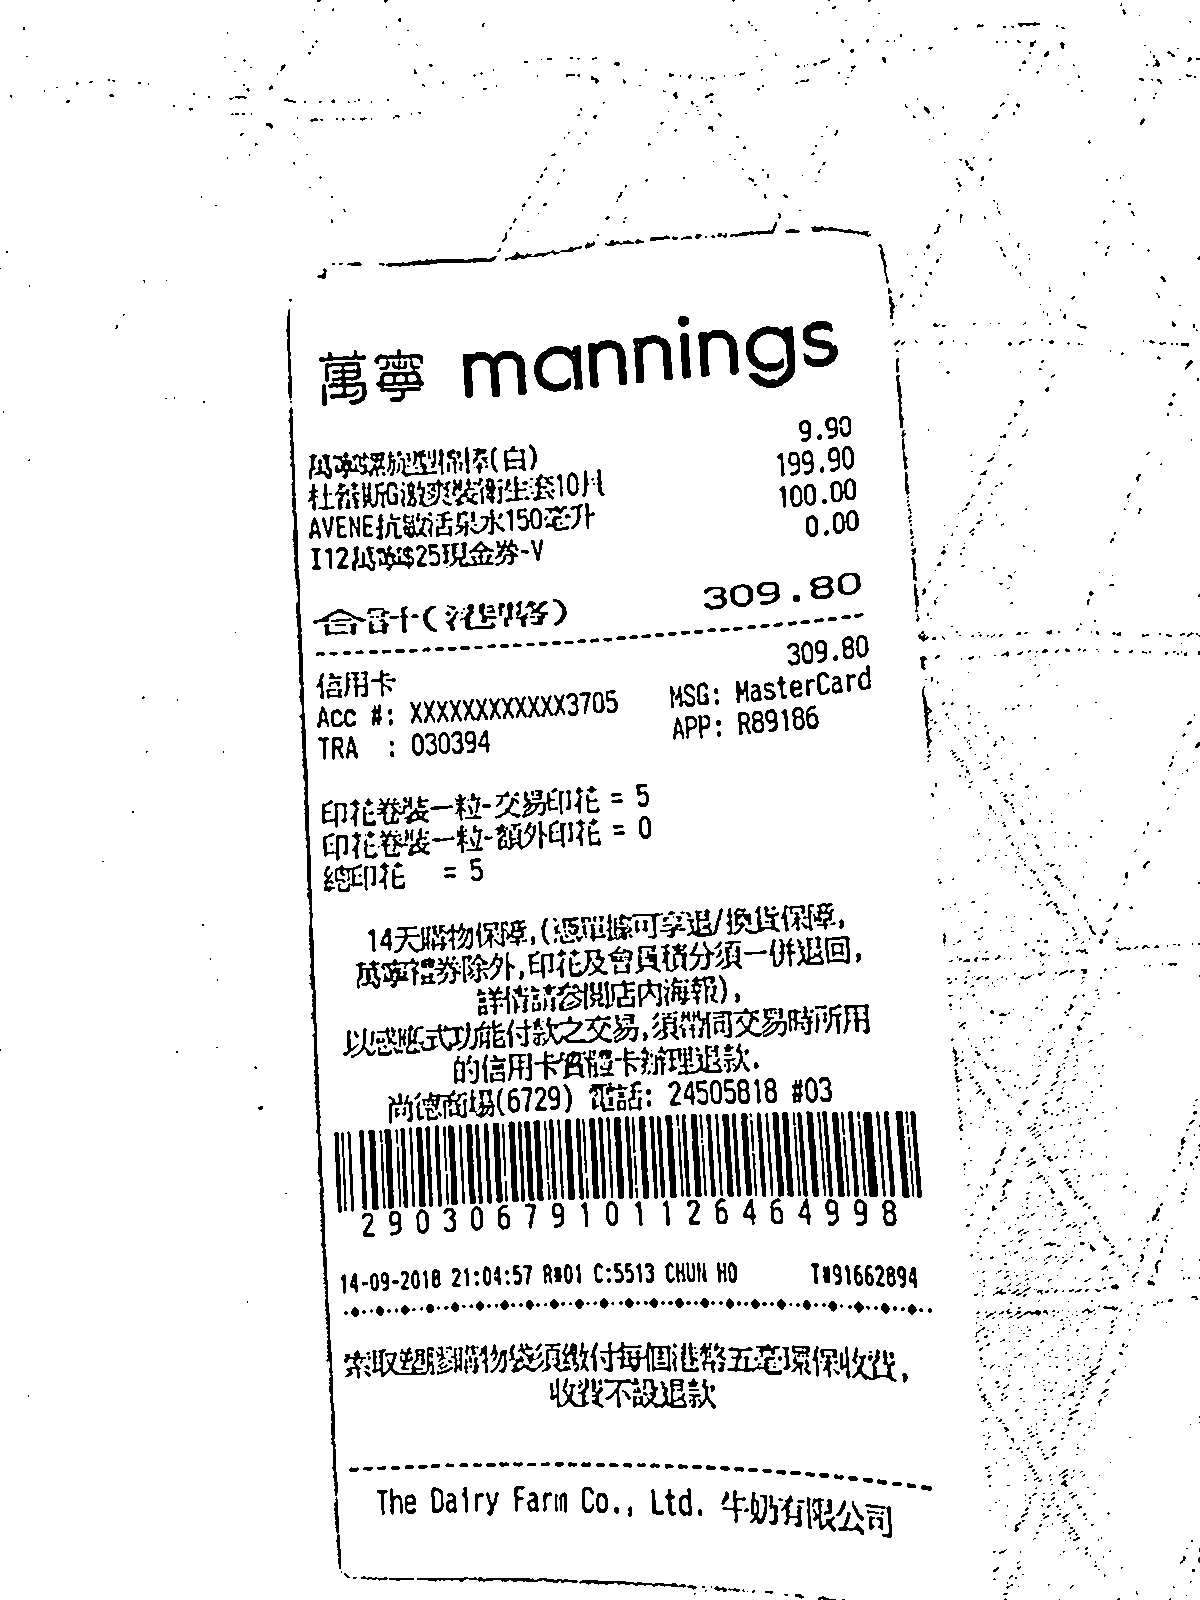 萬寧 mannings
萬寧螺旋型棉棒(白) 9.90
杜蕾斯G激爽裝衛生套10片 199.90
AVENE抗敏活泉水150毫升 100.00
I12萬寧$25現金券-V 0.00
合計(港幣) 309.80
信用卡 309.80
Acc #: XXXXXXXXXXXX3705 MSG: MasterCard
TRA : 030394 APP: R89186
印花卷裝一粒-交易印花 = 5
印花卷裝一粒-額外印花 = 0
總印花 = 5
14天購物保障,(憑單據可享退/換貨保障,
萬寧禮券除外,印花及會員積分須一併退回,
詳情請參閱店內海報),
以感應式功能付款之交易,須帶同交易時所用
的信用卡實體卡辦理退款.
尚德商場(6729) 電話: 24505818 #03
29030679101126464998
14-09-2018 21:04:57 R#01 C:5513 CHUN HO T#91662894
索取塑膠購物袋須繳付每個港幣五毫環保收費,
收費不設退款
The Dairy Farm Co., Ltd. 牛奶有限公司